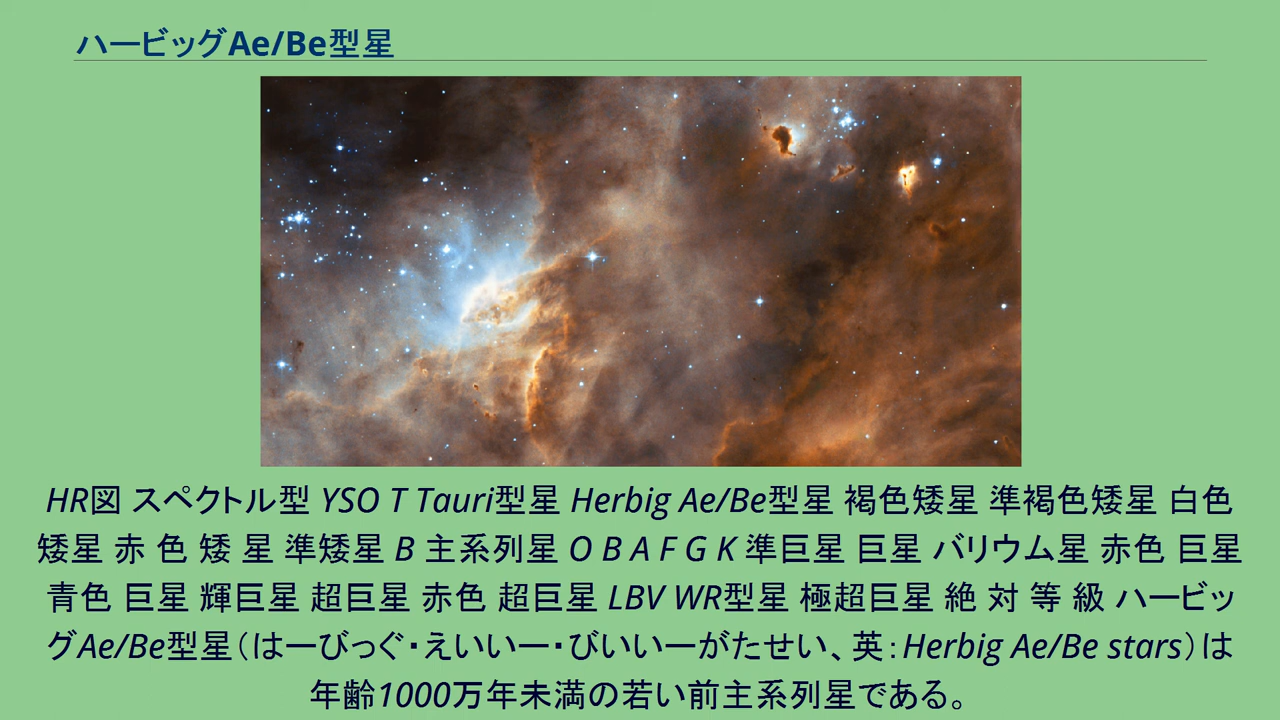 ハービッグAe/Be型星
HR図 スペクトル型 YSO T Tauri型星 Herbig Ae/Be型星 褐色矮星 準褐色矮星 白色
矮星 赤 色 矮 星 準矮星 B 主系列星 O B A F G K 準巨星 巨星 バリウム星 赤色 巨星
青色 巨星 輝巨星 超巨星 赤色 超巨星 LBV WR型星 極超巨星 絶 対 等 級 ハービッ
グAe/Be型星（はーびっぐ・えいいー・びいいーがたせい、英：Herbig Ae/Be stars）は
年齢1000万年未満の若い前主系列星である。